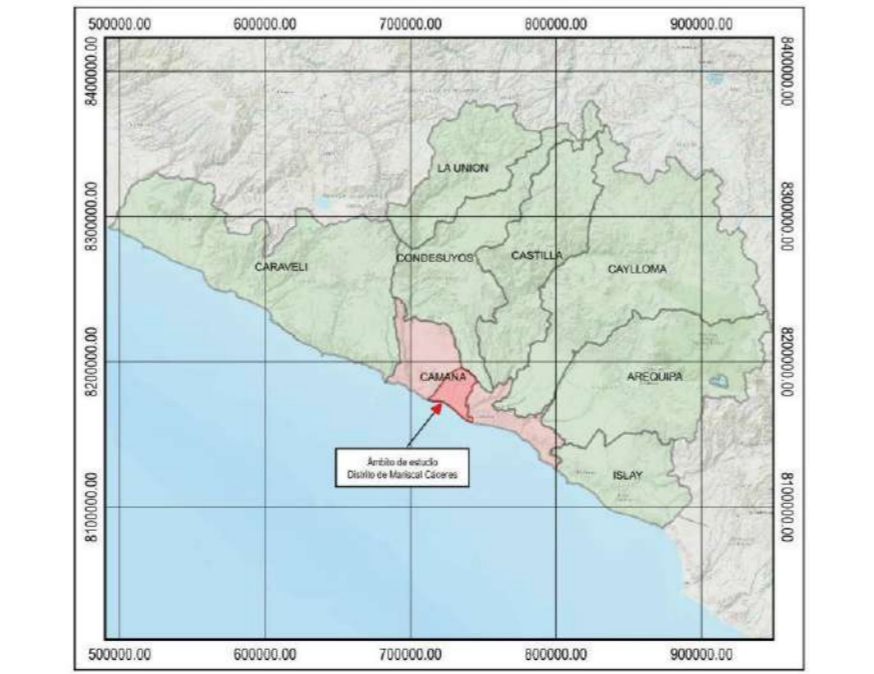 500000.00 600000.00 700000.00 800000.00 900000.00
8400000.00 8400000.00
LA UNION
8300000.00 8300000.00
CARAVELI CONDESUYOS CASTILLA CAYLLOMA
8200000.00 8200000.00
CAMANA AREQUIPA
Ámbito de estudio
Distrito de Mariscal Cáceres
ISLAY
8100000.00 8100000.00
500000.00 600000.00 700000.00 800000.00 900000.00